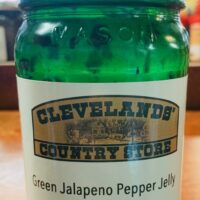 MASON
CLEVELANDS'
COUNTRY STORE
Green Jalapeno Pepper Jelly